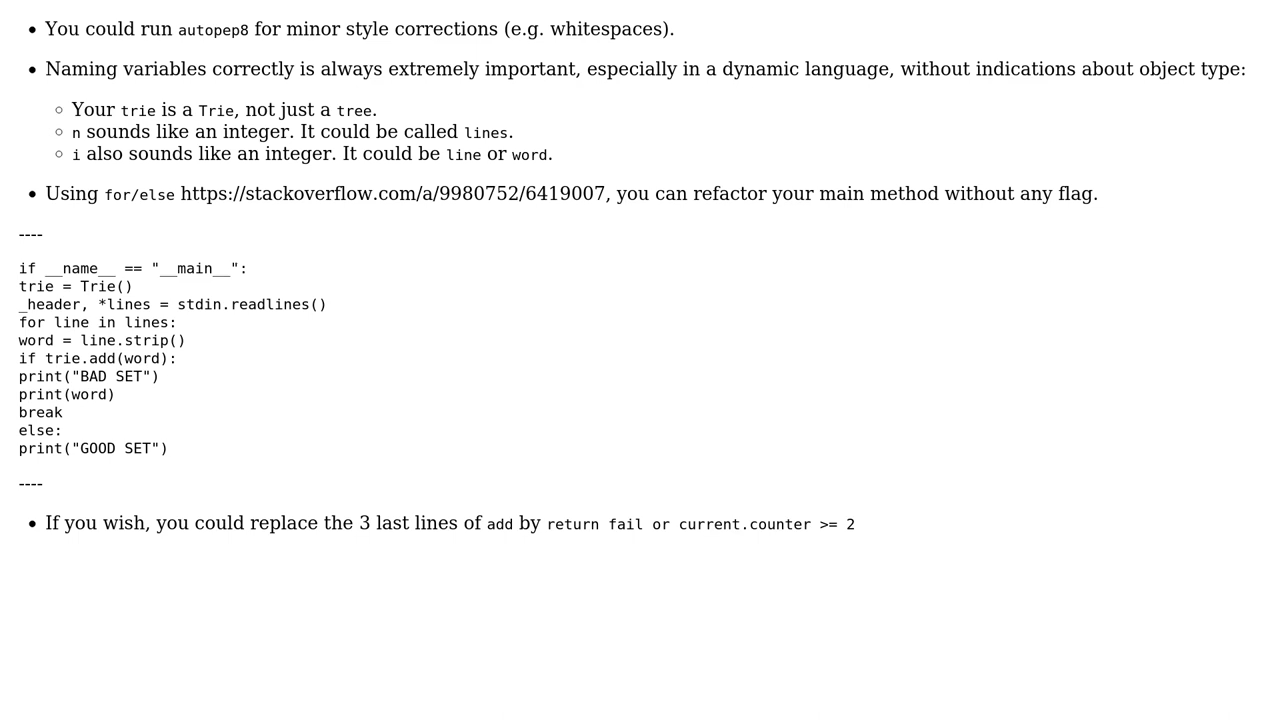 • You could run autopep8 for minor style corrections (e.g. whitespaces).
• Naming variables correctly is always extremely important, especially in a dynamic language, without indications about object type:
◦ Your trie is a Trie, not just a tree.
◦ n sounds like an integer. It could be called lines.
◦ i also sounds like an integer. It could be line or word.
• Using for/else https://stackoverflow.com/a/9980752/6419007, you can refactor your main method without any flag.
----
if __name__ == "__main__":
trie = Trie()
_header, *lines = stdin.readlines()
for line in lines:
word = line.strip()
if trie.add(word):
print("BAD SET")
print(word)
break
else:
print("GOOD SET")
----
• If you wish, you could replace the 3 last lines of add by return fail or current.counter >= 2